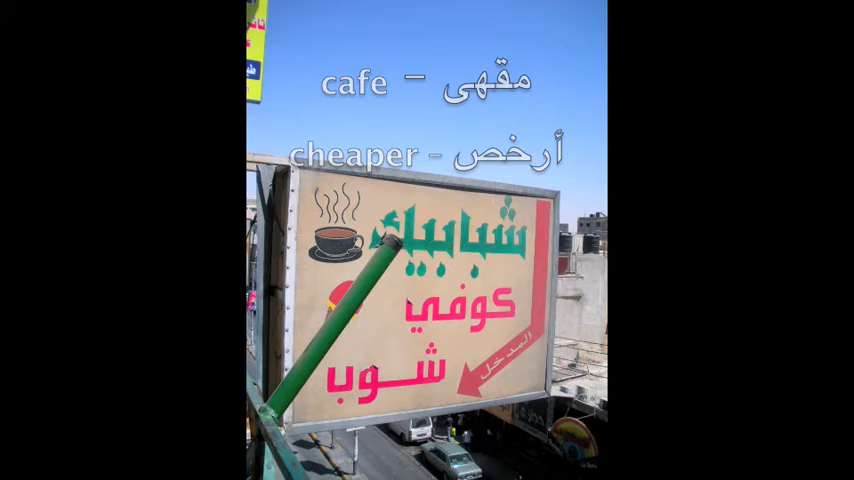 cafe – مقهى
cheaper – أرخص
شبابيك
كوفي
شوب
المدخل